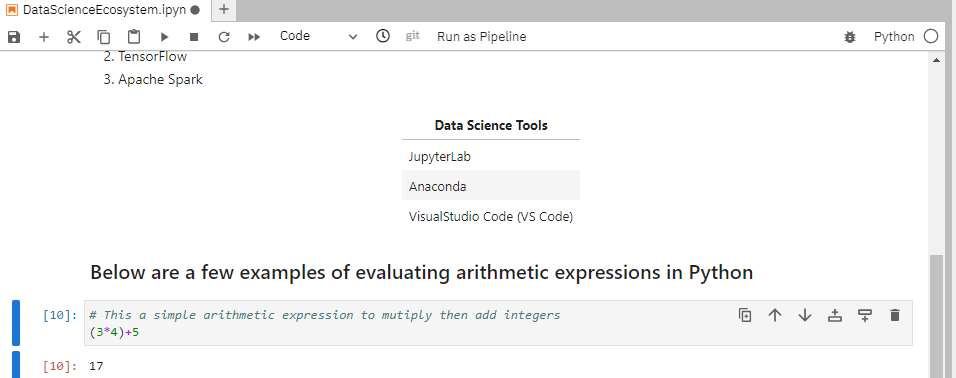 DataScienceEcosystem.ipyn
Code git Run as Pipeline Python
2. TensorFlow
3. Apache Spark
Data Science Tools
JupyterLab
Anaconda
VisualStudio Code (VS Code)
Below are a few examples of evaluating arithmetic expressions in Python
[10]: # This a simple arithmetic expression to mutiply then add integers
(3*4)+5
[10]: 17